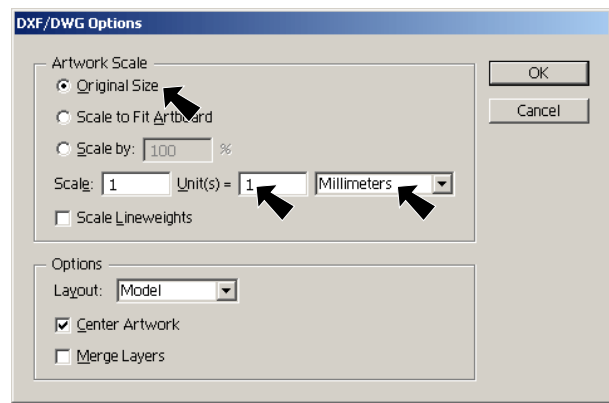 DXF/DWG Options
Artwork Scale
Original Size
Scale to Fit Artboard
Scale by: 100 %
Scale: 1 Unit(s) = 1 Millimeters
Scale Lineweights
OK
Cancel
Options
Layout: Model
Center Artwork
Merge Layers